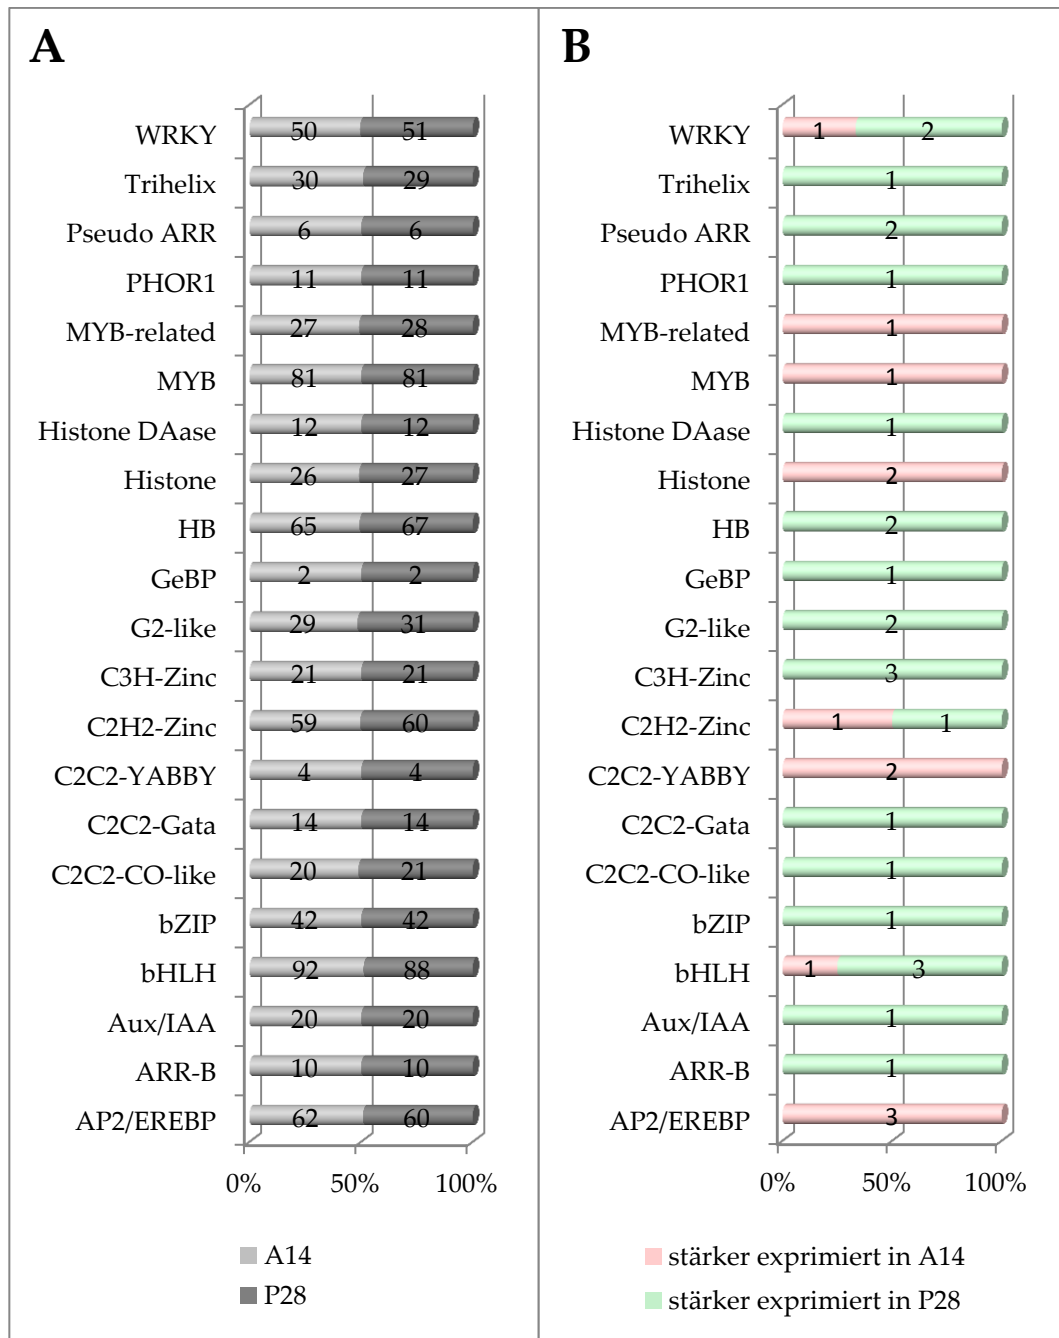 A
WRKY 50 51
Trihelix 30 29
Pseudo ARR 6 6
PHOR1 11 11
MYB-related 27 28
MYB 81 81
Histone DAase 12 12
Histone 26 27
HB 65 67
GeBP 2 2
G2-like 29 31
C3H-Zinc 21 21
C2H2-Zinc 59 60
C2C2-YABBY 4 4
C2C2-Gata 14 14
C2C2-CO-like 20 21
bZIP 42 42
bHLH 92 88
Aux/IAA 20 20
ARR-B 10 10
AP2/EREBP 62 60
0% 50% 100%
A14
P28
B
WRKY 1 2
Trihelix 1
Pseudo ARR 2
PHOR1 1
MYB-related 1
MYB 1
Histone DAase 1
Histone 2
HB 2
GeBP 1
G2-like 2
C3H-Zinc 3
C2H2-Zinc 1 1
C2C2-YABBY 2
C2C2-Gata 1
C2C2-CO-like 1
bZIP 1
bHLH 1 3
Aux/IAA 1
ARR-B 1
AP2/EREBP 3
0% 50% 100%
stärker exprimiert in A14
stärker exprimiert in P28